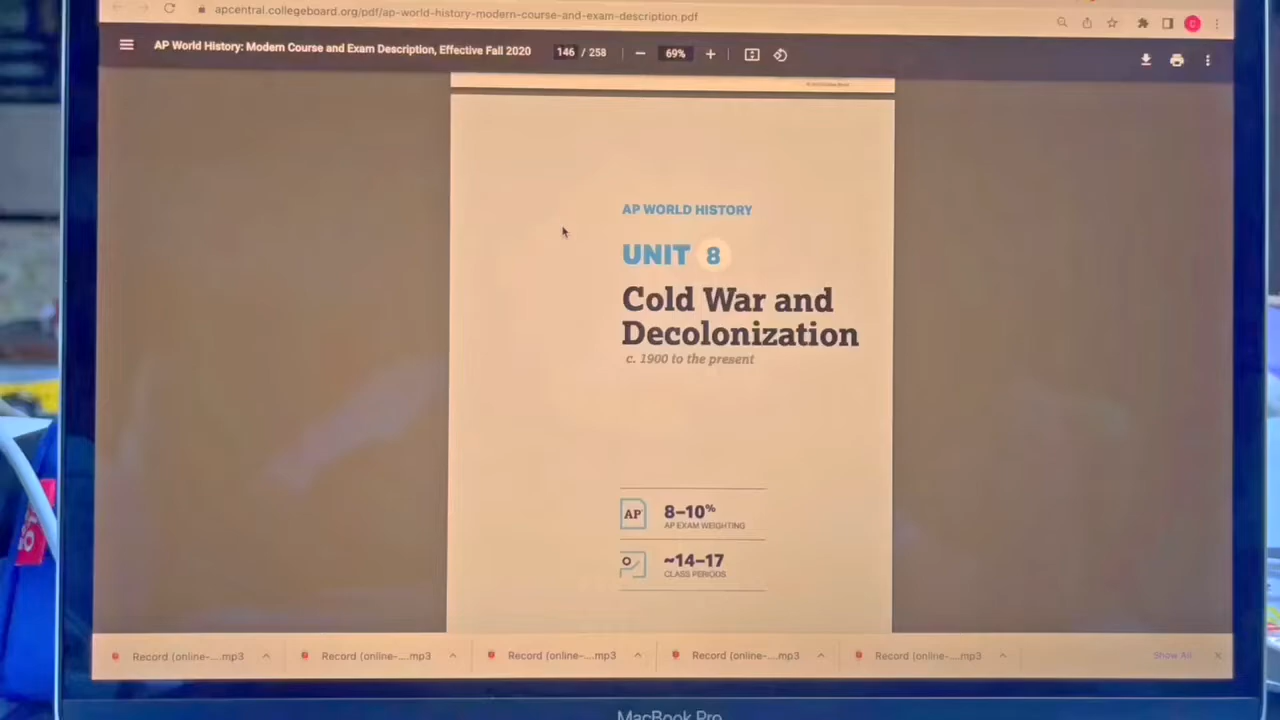 apcentral.collegeboard.org/pdf/ap-world-history-modern-course-and-exam-description.pdf
AP World History: Modern Course and Exam Description, Effective Fall 2020
146 / 258
69%
AP WORLD HISTORY
UNIT 8
Cold War and
Decolonization
c. 1900 to the present
AP
8–10%
AP EXAM WEIGHTING
~14–17
CLASS PERIODS
Record (online-....mp3
Record (online-....mp3
Record (online-....mp3
Record (online-....mp3
Record (online-....mp3
Show All
MacBook Pro